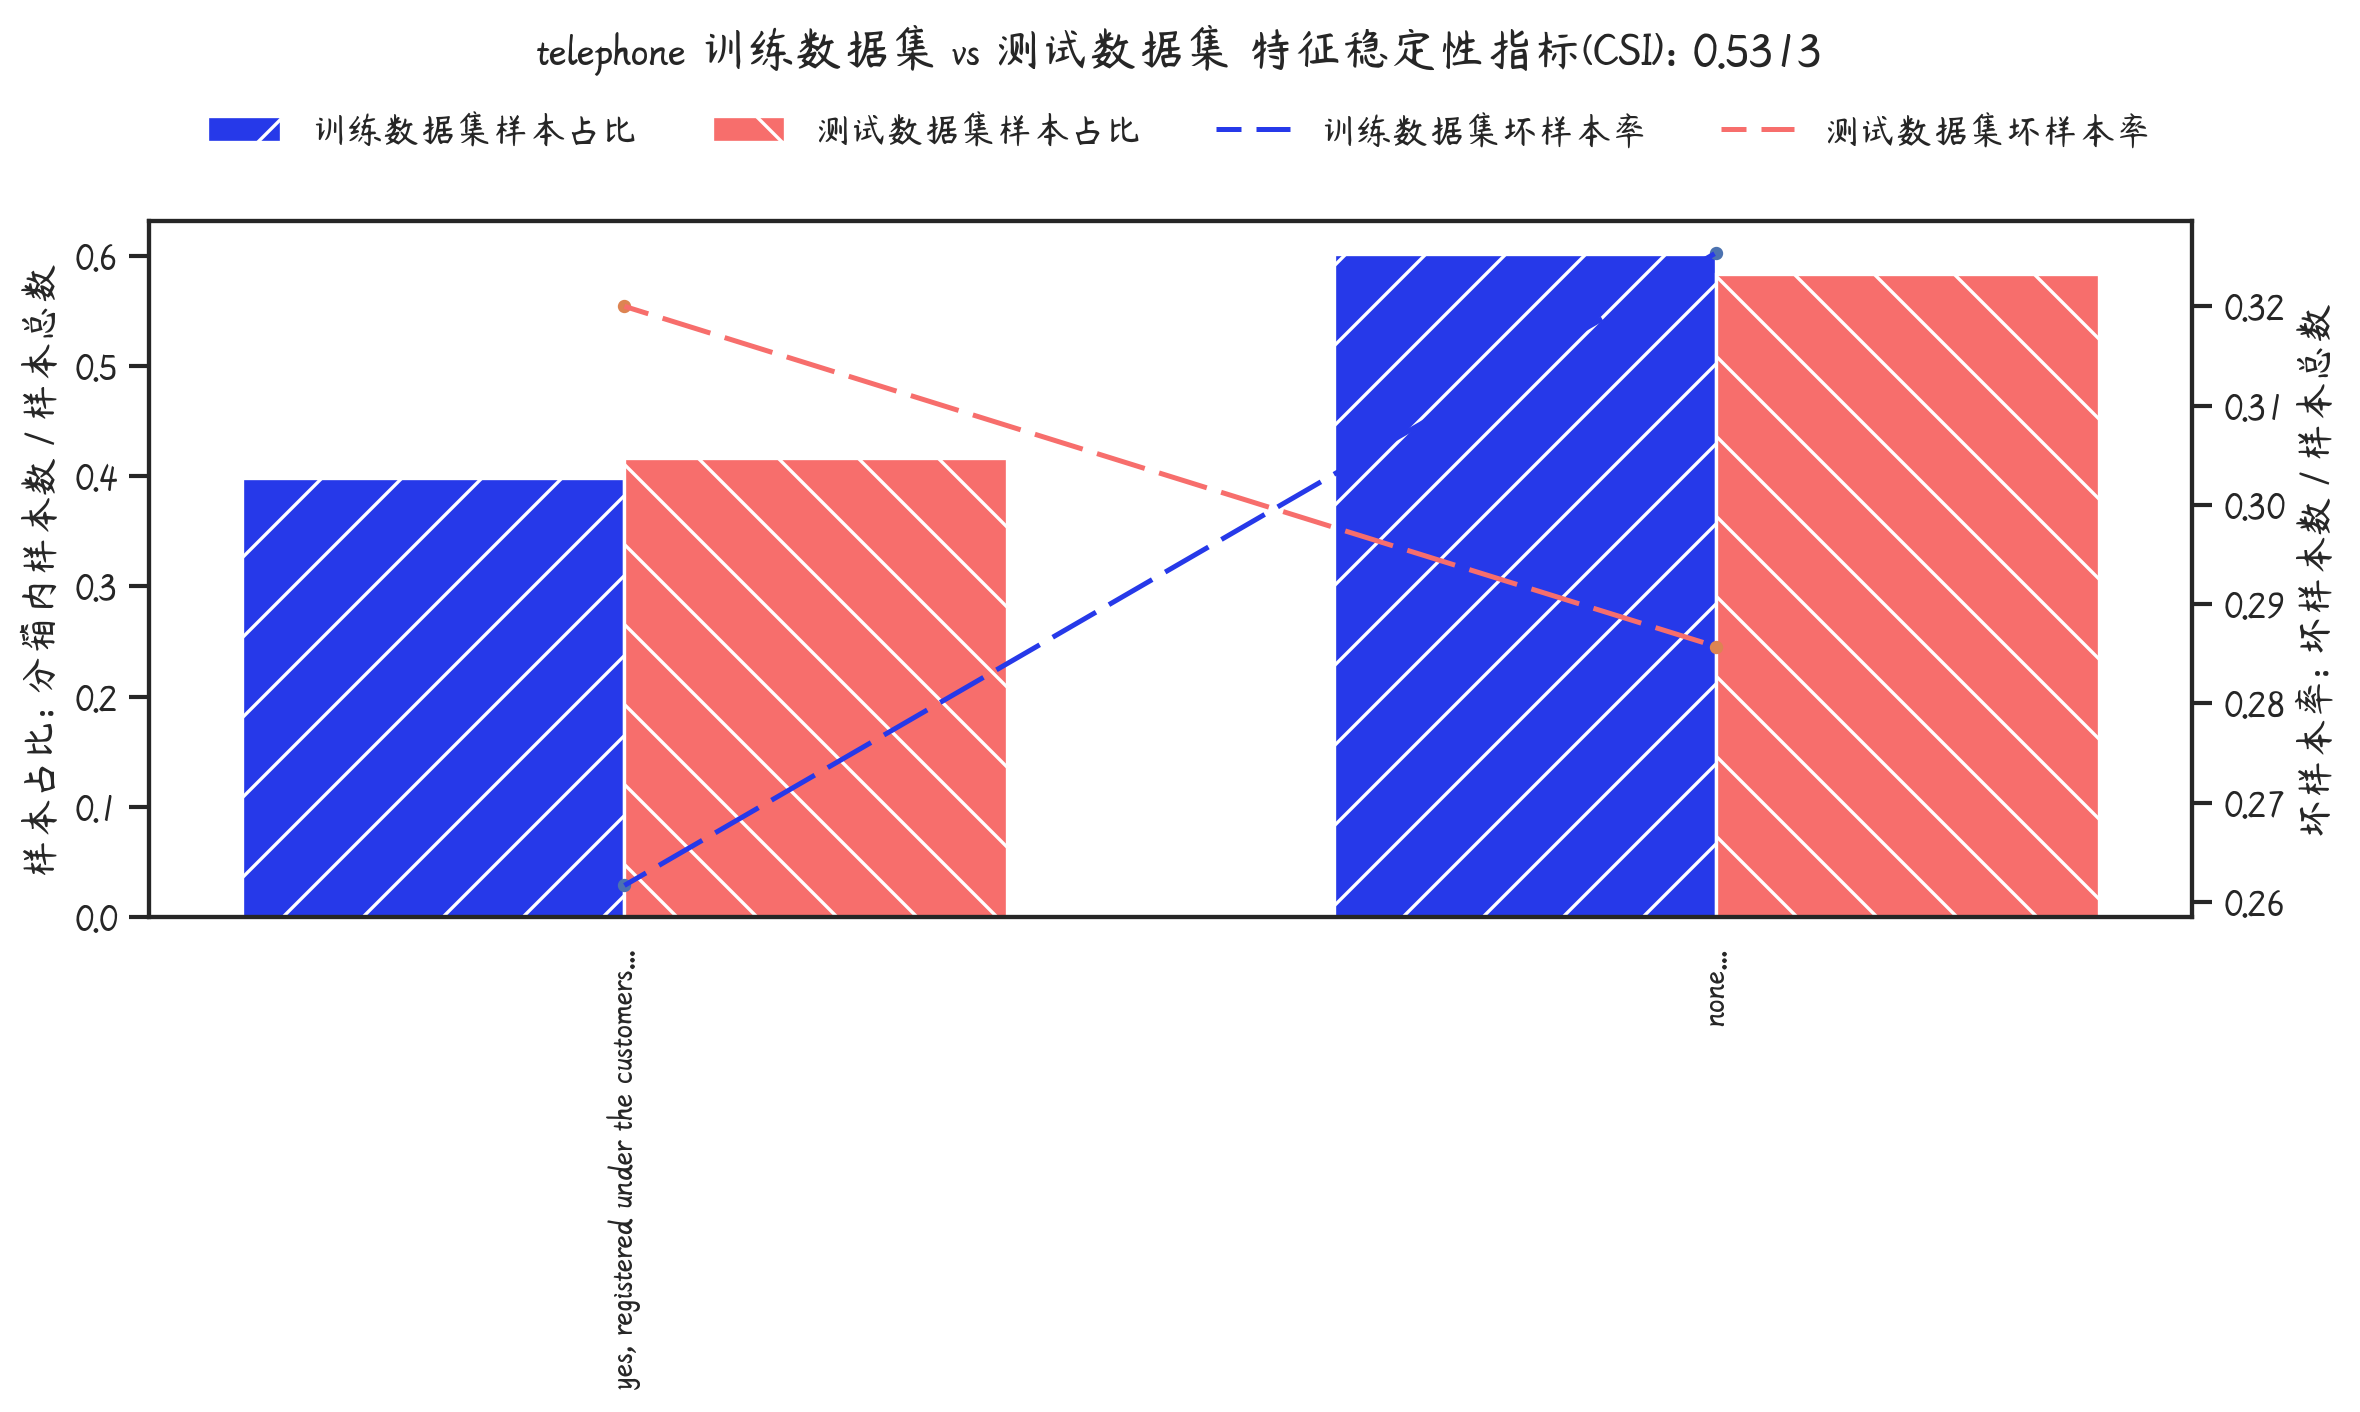 telephone 训练数据集 vs 测试数据集 特征稳定性指标(CSI): 0.5313
训练数据集样本占比 测试数据集样本占比 训练数据集坏样本率 测试数据集坏样本率
样本占比: 分箱内样本数 / 样本总数
0.6
0.5
0.4
0.3
0.2
0.1
0.0
0.32
0.31
0.30
0.29
0.28
0.27
0.26
坏样本率: 坏样本数 / 样本总数
yes, registered under the customers...
none...